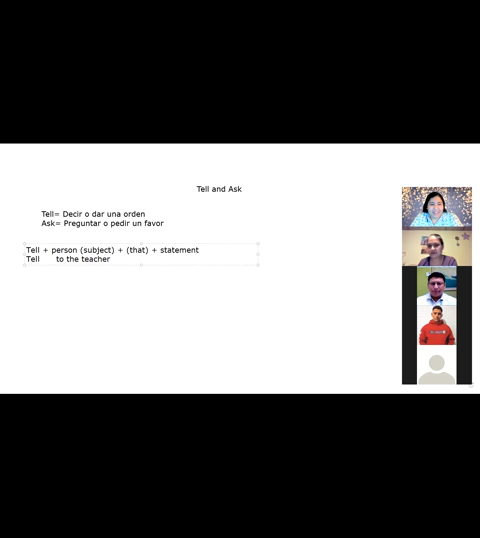 Tell and Ask
Tell= Decir o dar una orden
Ask= Preguntar o pedir un favor
Tell + person (subject) + (that) + statement
Tell to the teacher